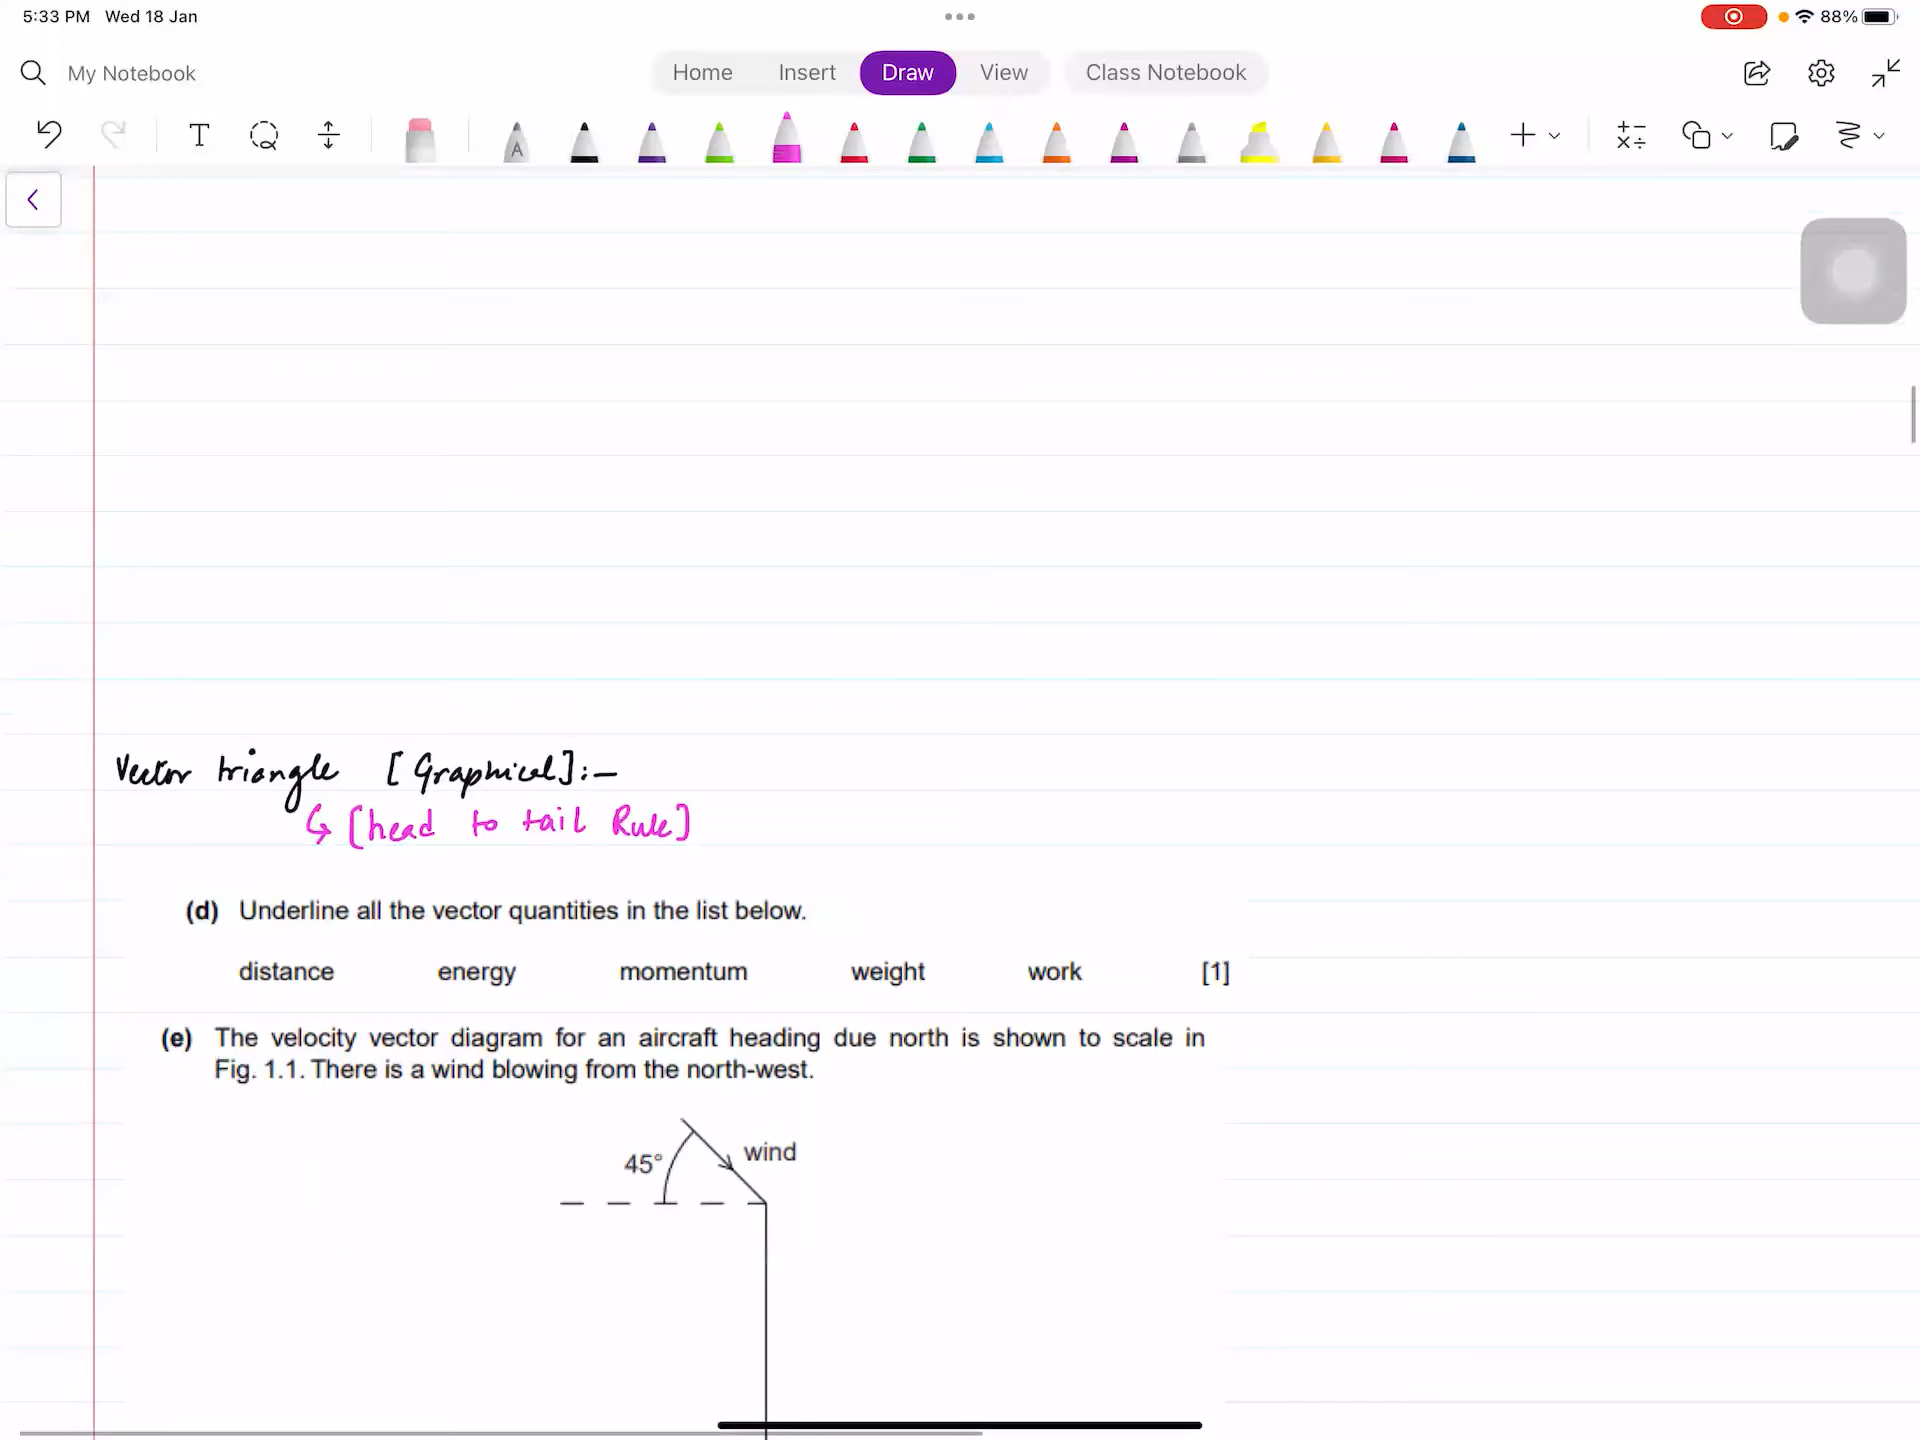 5:33 PM Wed 18 Jan
88%
My Notebook
Home Insert Draw View Class Notebook
T
A
Vector triangle [Graphical]:-
↳ [head to tail Rule]
(d) Underline all the vector quantities in the list below.
distance energy momentum weight work [1]
(e) The velocity vector diagram for an aircraft heading due north is shown to scale in
Fig. 1.1. There is a wind blowing from the north-west.
wind
45°